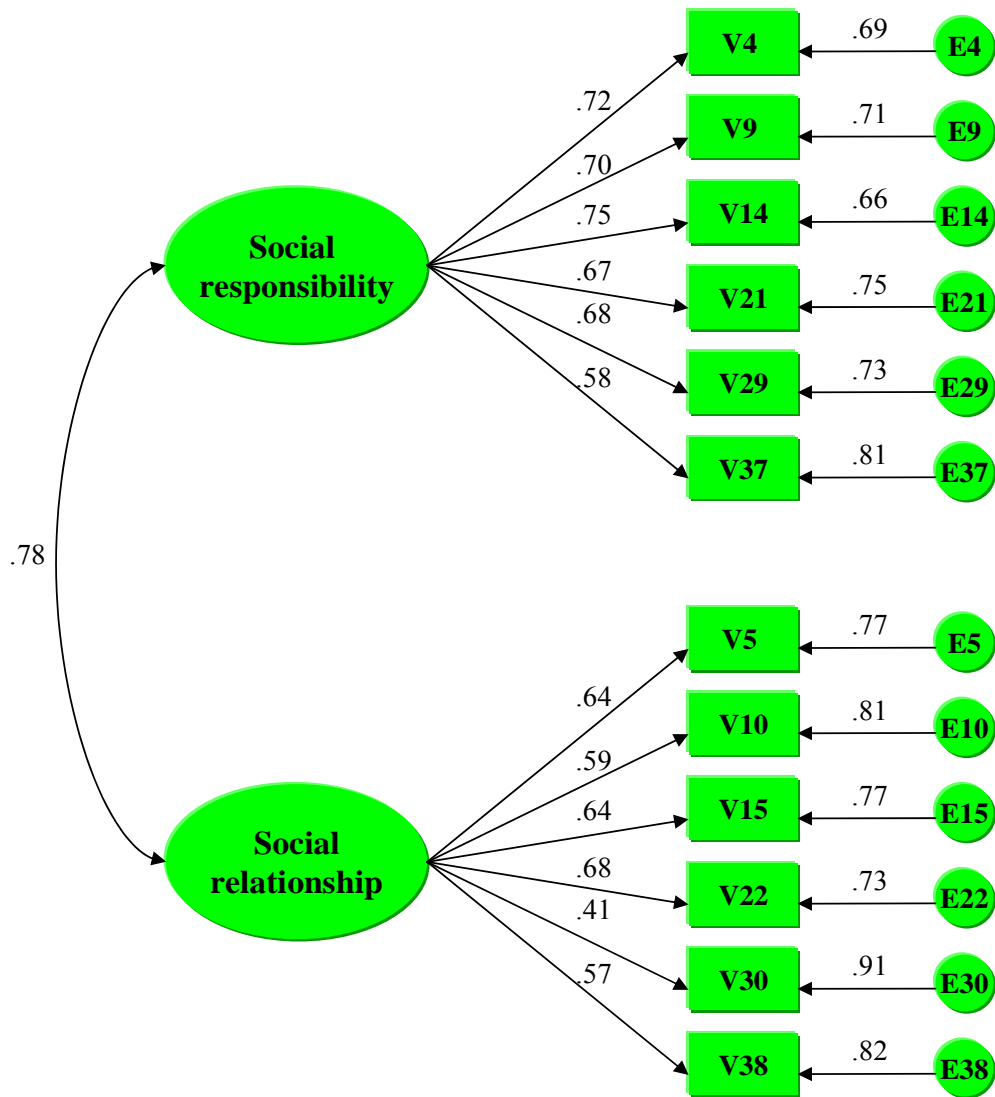 V4
.69
E4
.72
V9
.71
E9
.70
V14
.66
E14
.75
Social
responsibility
V21
.75
E21
.67
V29
.73
E29
.68
V37
.81
E37
.58
.78
V5
.77
E5
.64
V10
.81
E10
.59
V15
.77
E15
.64
Social
relationship
V22
.73
E22
.68
V30
.91
E30
.41
V38
.82
E38
.57